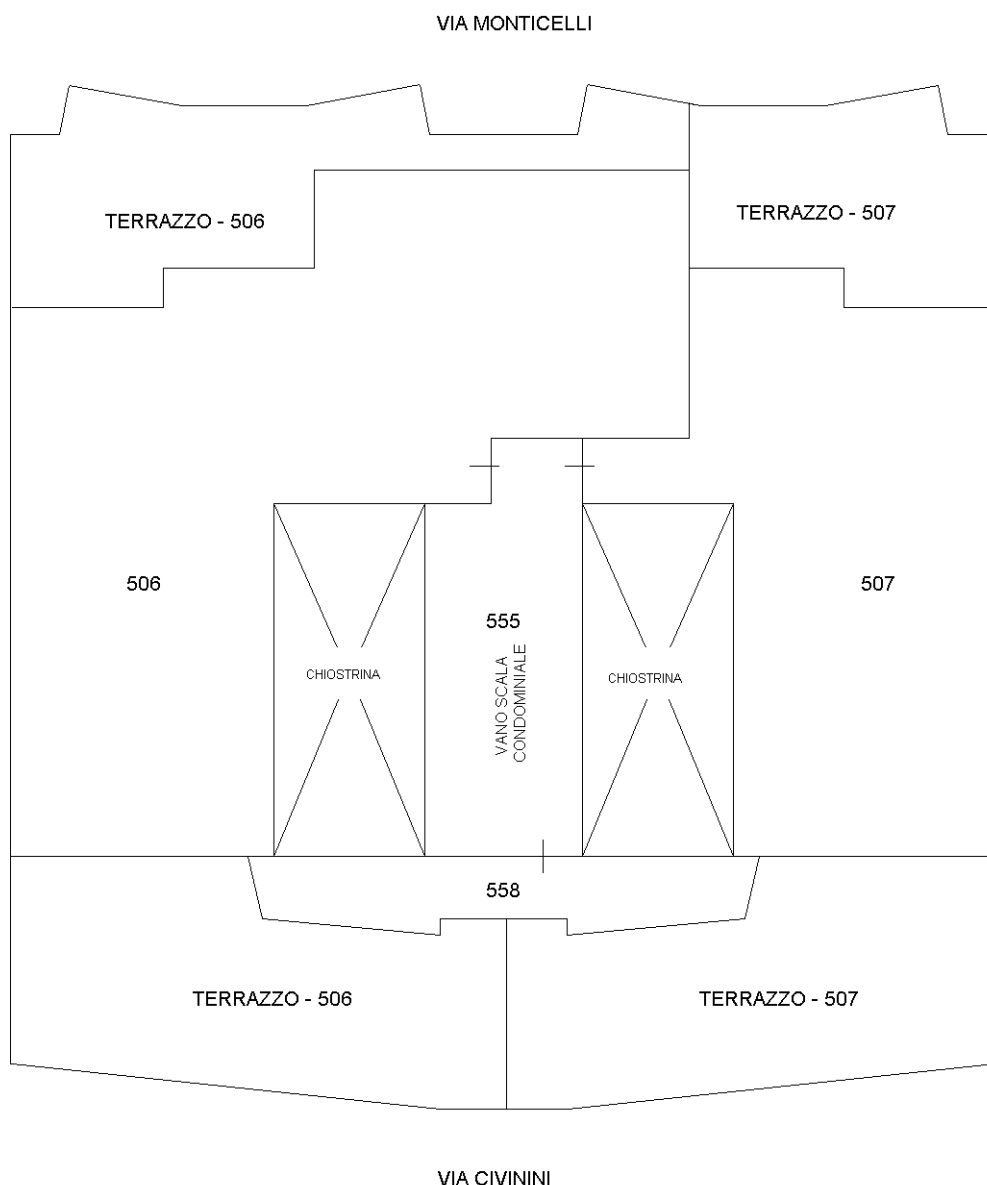 VIA MONTICELLI
TERRAZZO - 506
TERRAZZO - 507
506
507
555
VANO SCALA
CONDOMINIALE
CHIOSTRINA
CHIOSTRINA
558
TERRAZZO - 506
TERRAZZO - 507
VIA CIVININI